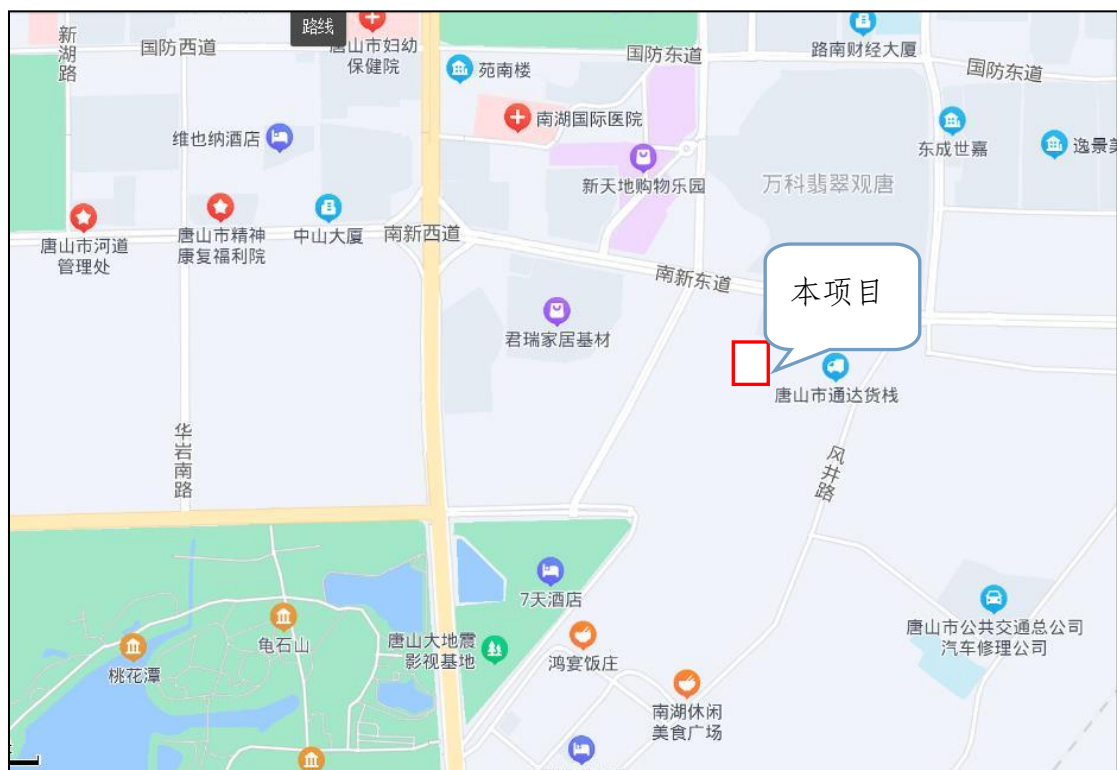 新湖路
国防西道
路线
唐山市妇幼
保健院
苑南楼
国防东道
路南财经大厦
国防东道
维也纳酒店
南湖国际医院
东成世嘉
逸景
新天地购物乐园
万科翡翠观唐
唐山市河道
管理处
唐山市精神
康复福利院
中山大厦
南新西道
南新东道
本项目
君瑞家居基材
唐山市通达货栈
华岩南路
风井路
7天酒店
唐山市公共交通总公司
汽车修理公司
龟石山
唐山大地震
影视基地
桃花潭
鸿宴饭庄
南湖休闲
美食广场